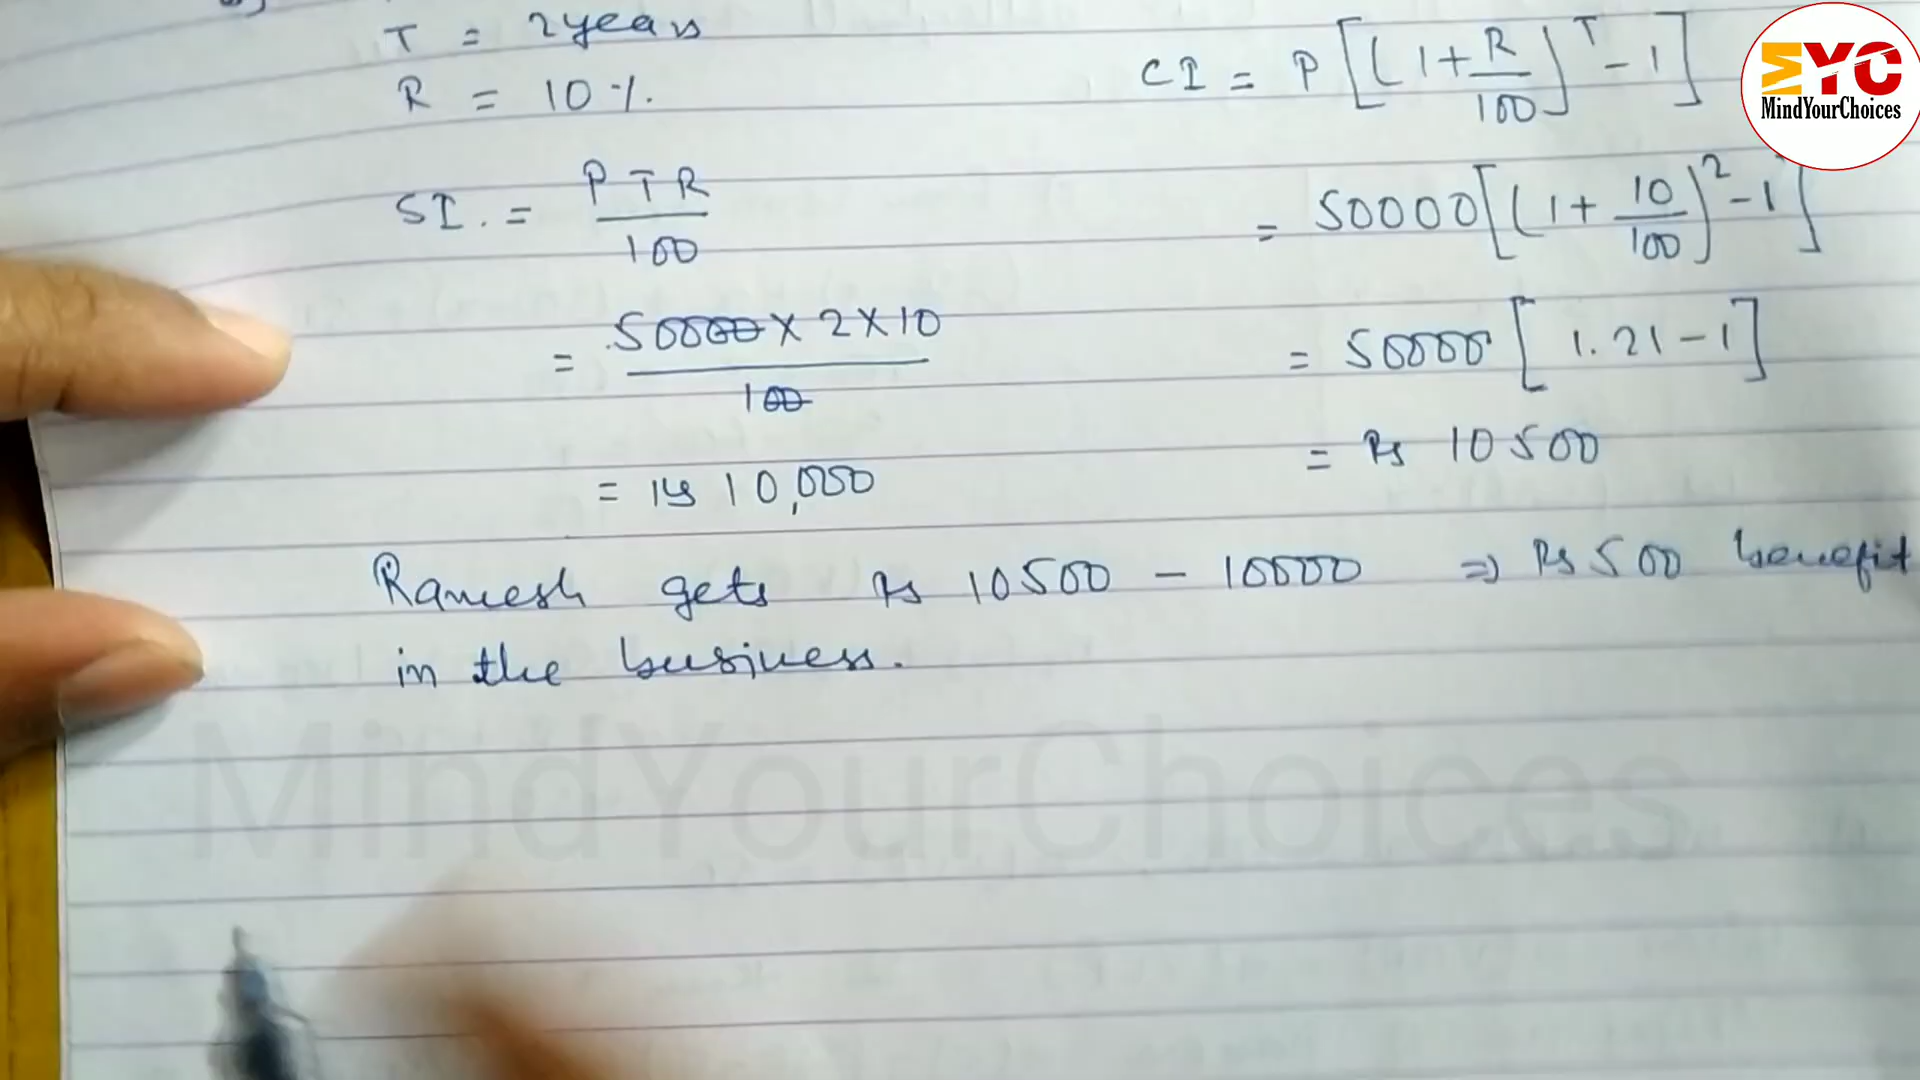 T = 2 years
R = 10 %.
SI. = PTR / 100
= 50000 x 2 x 10 / 100
= Rs 10,000
CI = P [ ( 1 + R / 100 )^T - 1 ]
= 50000 [ ( 1 + 10 / 100 )^2 - 1 ]
= 50000 [ 1.21 - 1 ]
= Rs 10500
Ramesh gets Rs 10500 - 10000 ⇒ Rs 500 benefit
in the business.
MYC
MindYourChoices
MindYourChoices